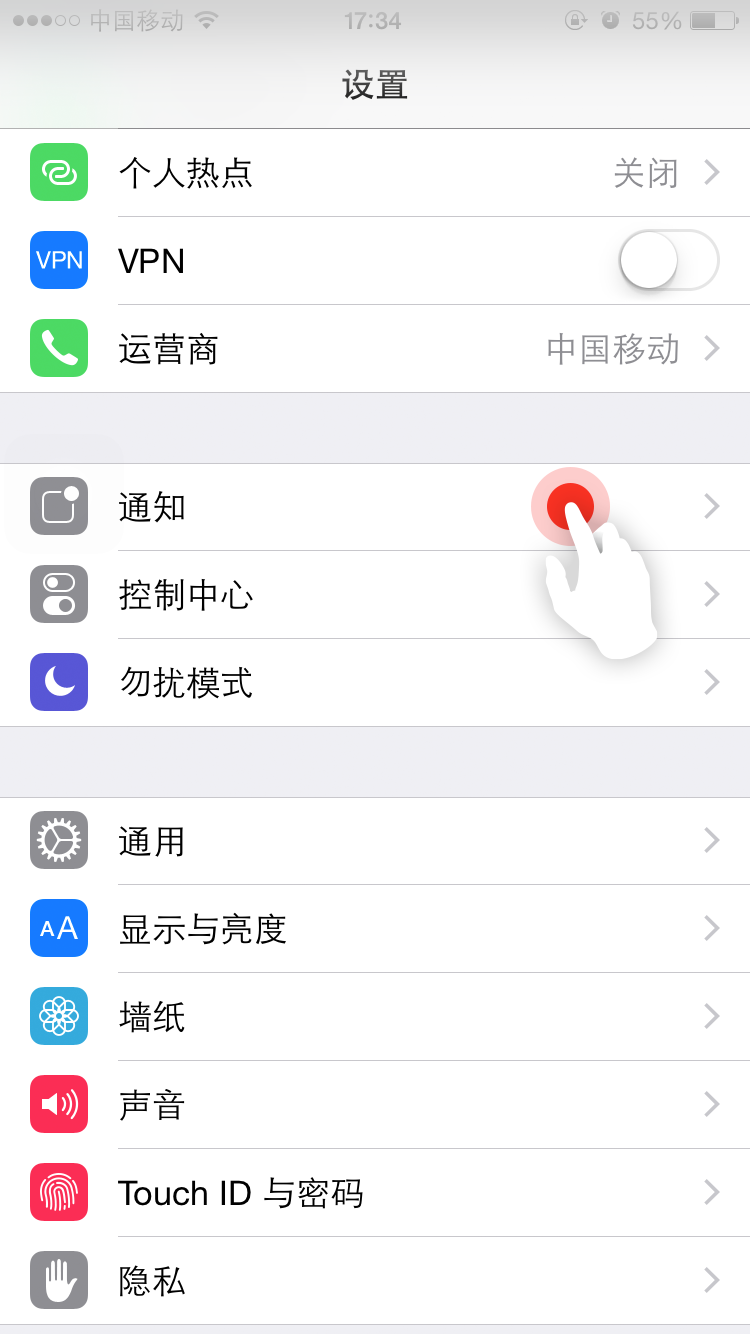 中国移动 17:34 55%
设置
个人热点 关闭
VPN VPN
运营商 中国移动
通知
控制中心
勿扰模式
通用
AA 显示与亮度
墙纸
声音
Touch ID 与密码
隐私